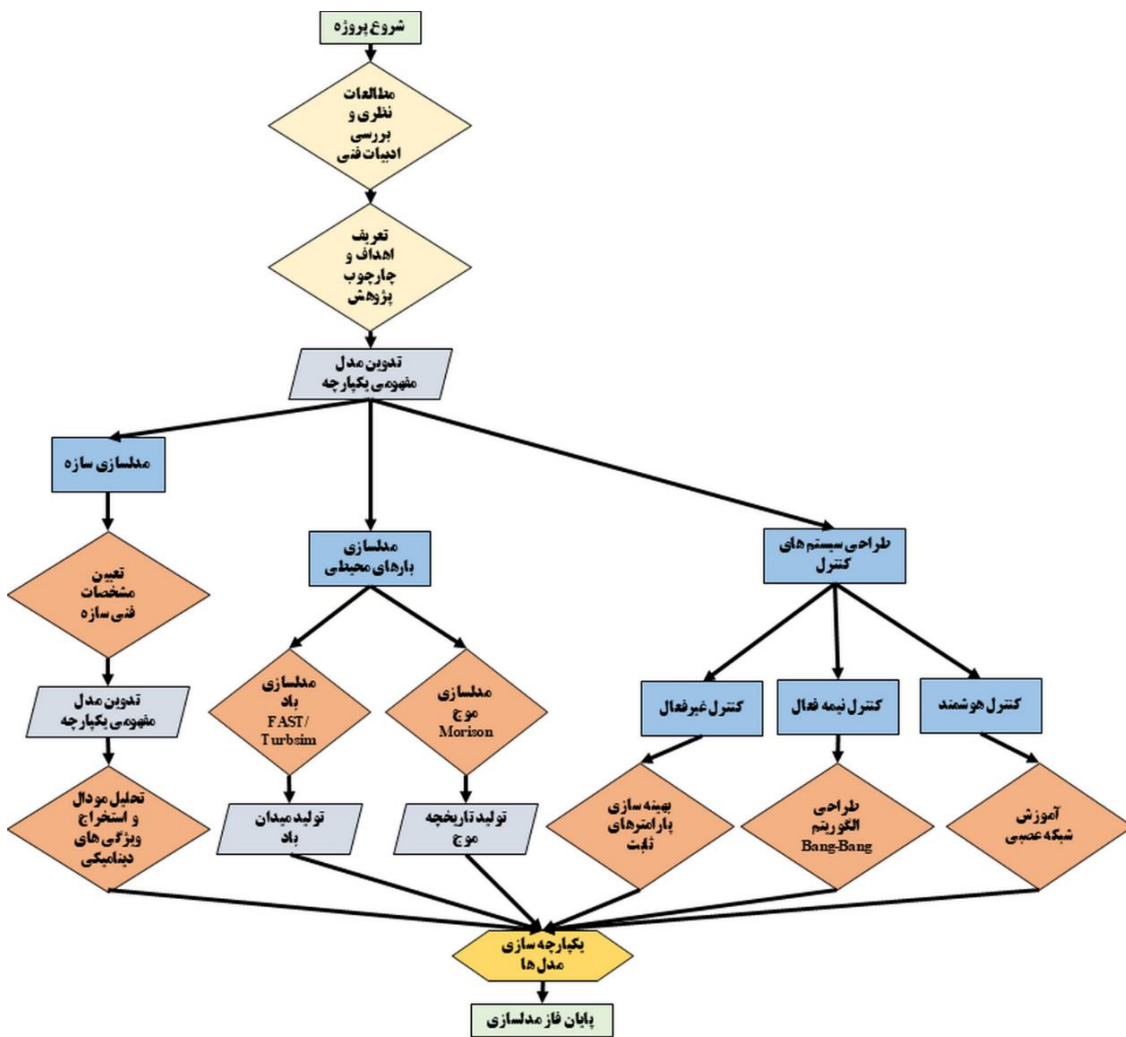 شروع پروژه
مطالعات
نظری و
بررسی
ادبیات فنی
تعریف
اهداف و
چارچوب
پژوهش
تدوین مدل
مفهومی یکپارچه
مدلسازی سازه
تعیین
مشخصات
فنی سازه
تدوین مدل
مفهومی یکپارچه
تحلیل مودال
و استخراج
ویژگی های
دینامیکی
مدلسازی
بارهای محیطی
مدلسازی
باد
FAST/
Turbsim
تولید میدان
باد
مدلسازی
موج
Morison
تولید تاریخچه
موج
طراحی سیستم های
کنترل
کنترل غیرفعال
بهینه سازی
پارامترهای
ثابت
کنترل نیمه فعال
طراحی
الگوریتم
Bang-Bang
کنترل هوشمند
آموزش
شبکه عصبی
یکپارچه سازی
مدل ها
پایان فاز مدلسازی